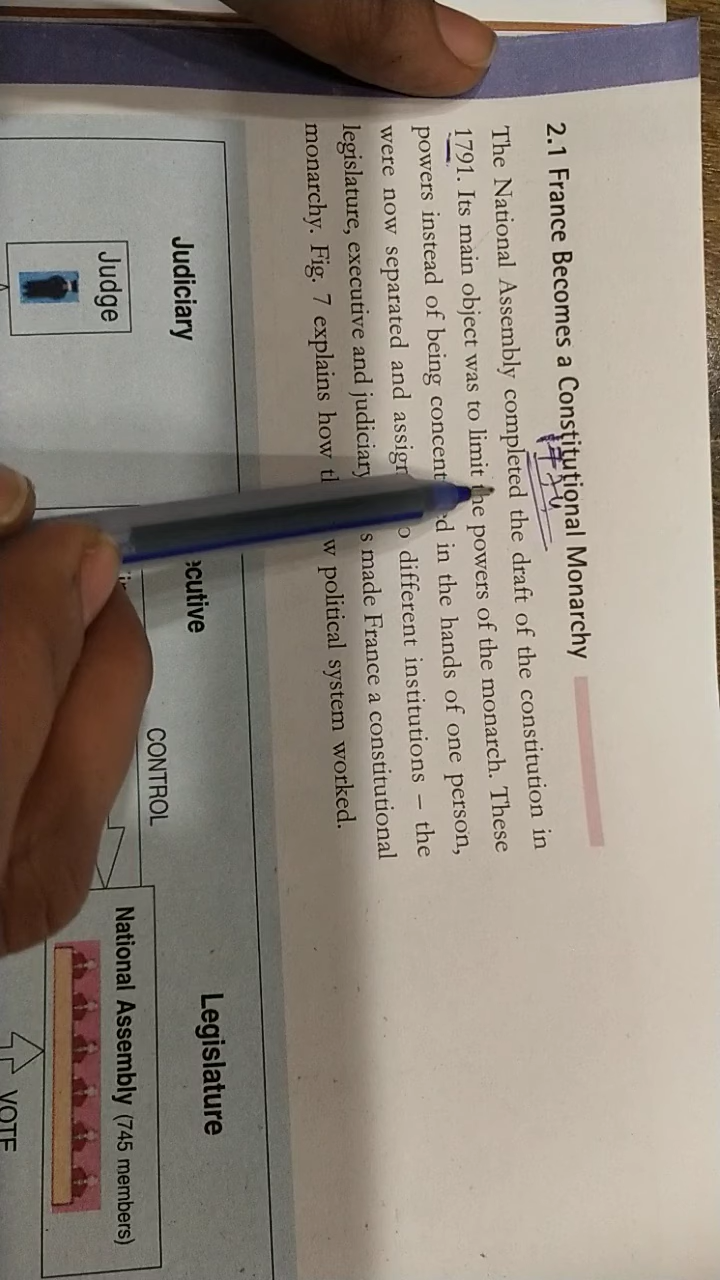 2.1 France Becomes a Constitutional Monarchy
The National Assembly completed the draft of the constitution in
1791. Its main object was to limit the powers of the monarch. These
powers instead of being in the hands of one person,
were now separated and different institutions – the
legislature, executive and judiciary made France a constitutional
monarchy. Fig. 7 explains how political system worked.
Judiciary
Legislature
Judge
CONTROL
National Assembly (745 members)
VOTE